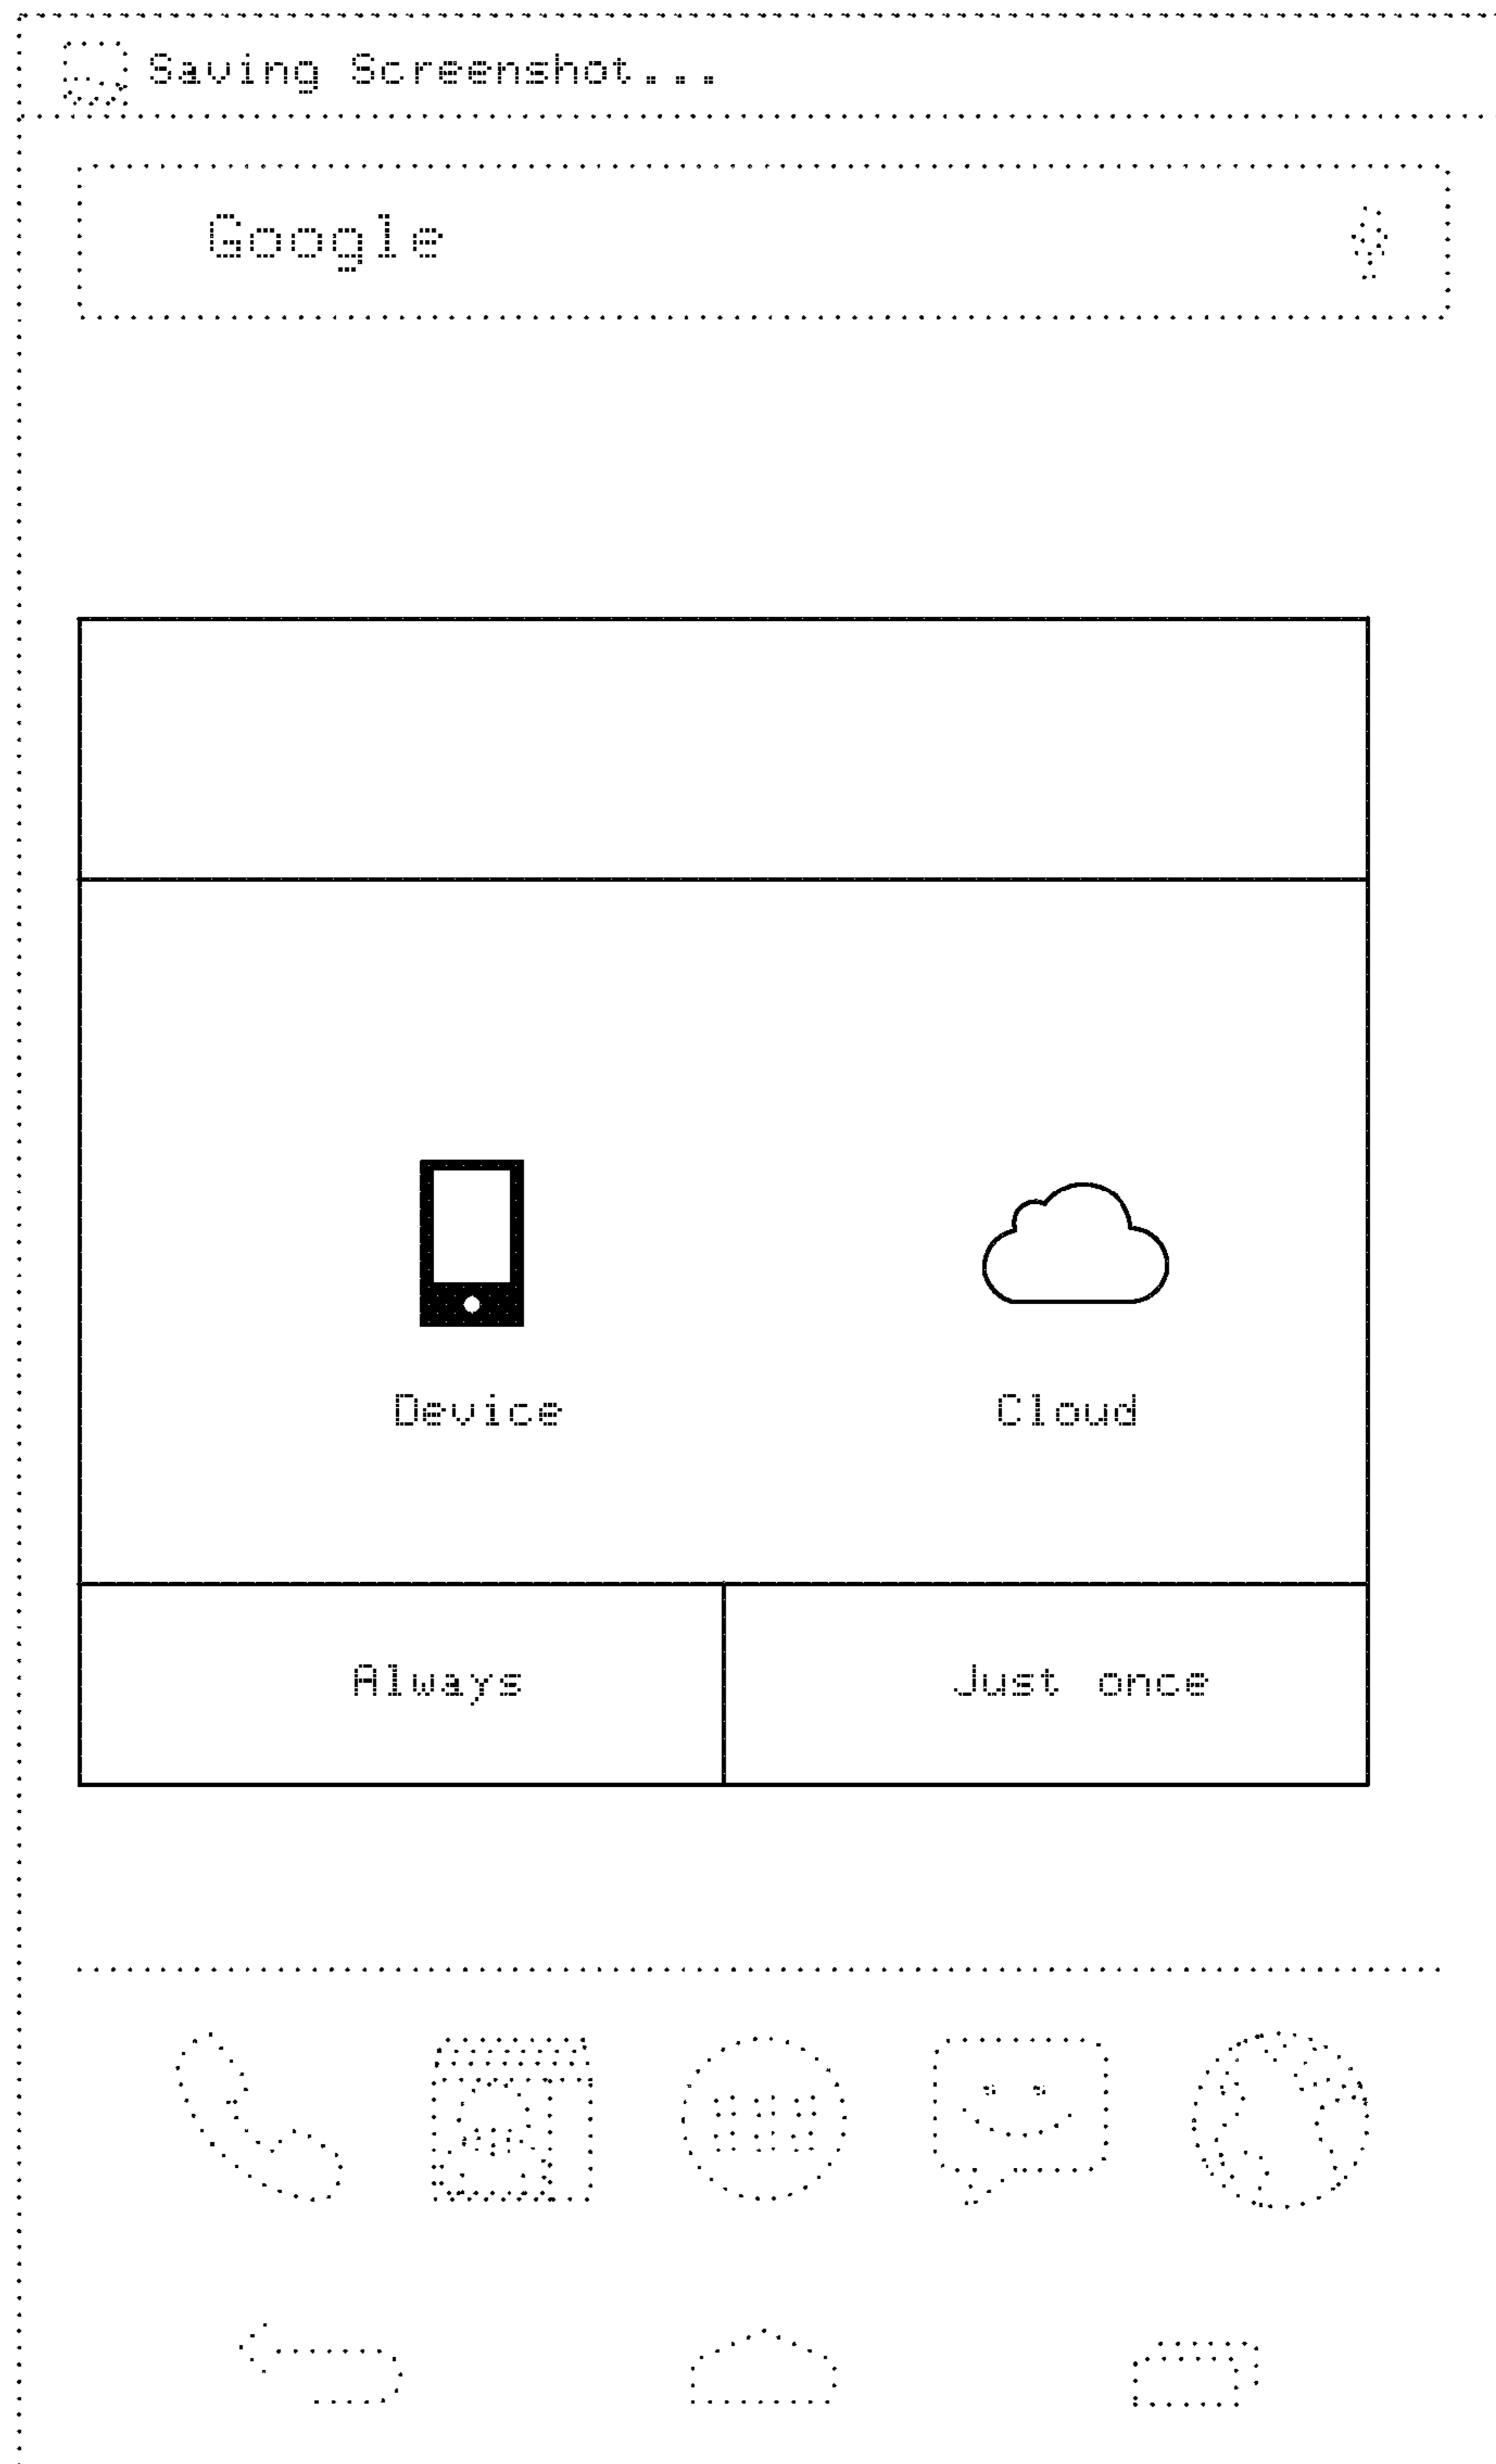 Saving Screenshot...
Google
Device Cloud
Always Just once